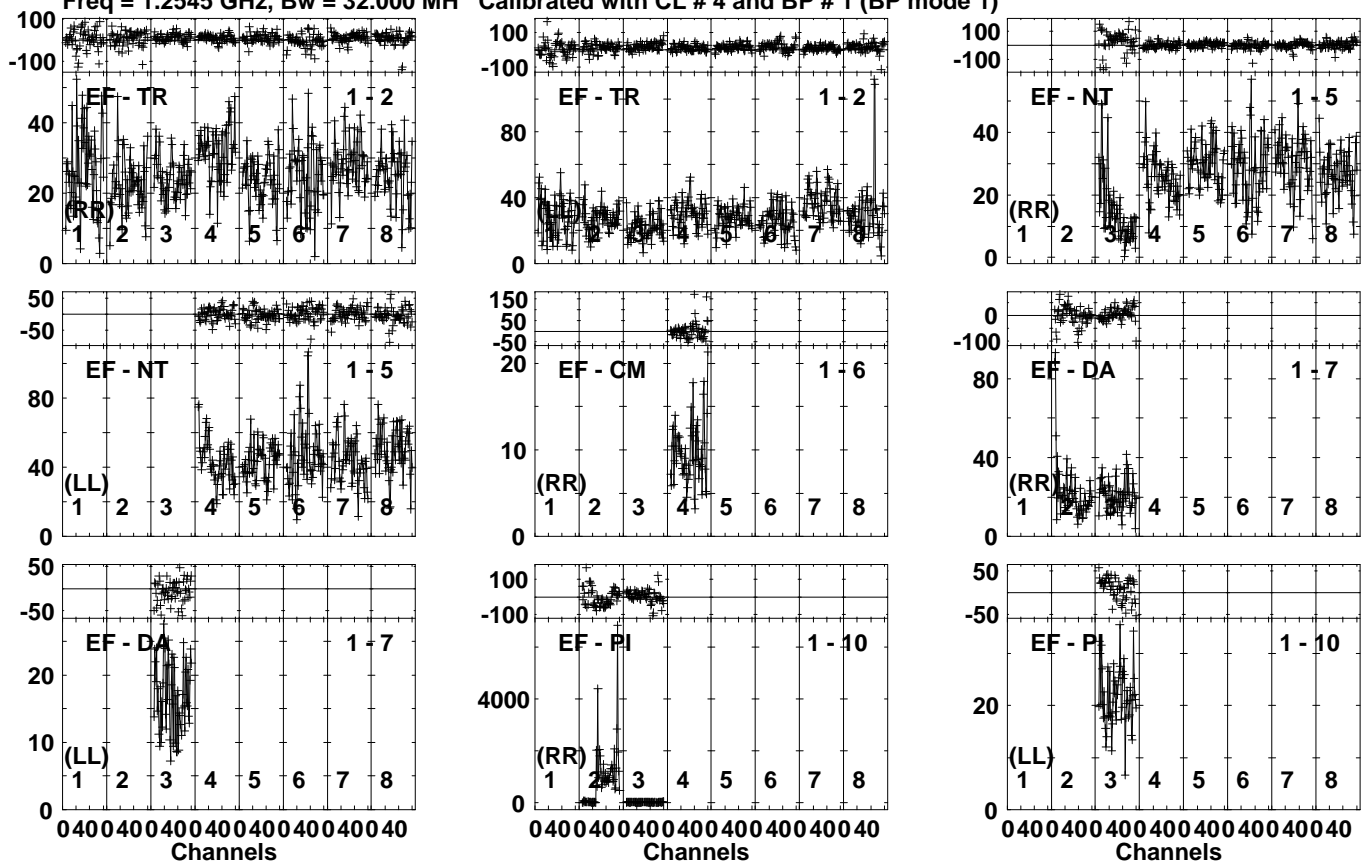 Freq = 1.2545 GHz, Bw = 32.000 MH Calibrated with CL # 4 and BP # 1 (BP mode 1)
100 -100 100 -100 100 -100
EF - TR 1 - 2 EF - TR 1 - 2 EF - NT 1 - 5
40 20 0 80 40 0 40 20 0
(RR) (LL) (RR)
1 2 3 4 5 6 7 8 2 3 4 5 6 7 8 1 2 3 4 5 6 7 8
50 -50 150 50 -50 0 -100
EF - NT 1 - 5 EF - CM 1 - 6 EF - DA 1 - 7
80 40 0 20 10 0 80 40 0
(LL) (RR) (RR)
1 2 3 4 5 6 7 8 1 2 3 4 5 6 7 8 1 2 3 4 5 6 7 8
50 -50 100 -100 50 -50
EF - DA 1 - 7 EF - PI 1 - 10 EF - PI 1 - 10
20 10 0 4000 0 20 0
(LL) (RR) (LL)
1 2 3 4 5 6 7 8 1 2 3 4 5 6 7 8 1 2 3 4 5 6 7 8
0 40 0 40 0 40 0 40 0 40 0 40 0 40 0 40 0 40 0 40 0 40 0 40 0 40 0 40 0 40 0 40 0 40 0 40 0 40 0 40 0 40 0 40 0 40 0 40
Channels Channels Channels